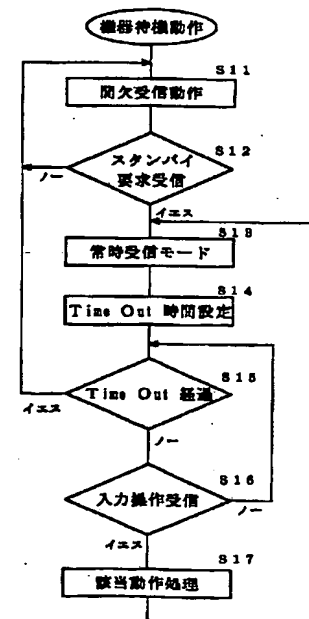 機器待機動作
S11
間欠受信動作
S12
スタンバイ
要求受信
ノー
イエス
S13
常時受信モード
S14
Time Out 時間設定
S15
Time Out 経過
イエス
ノー
S16
入力操作受信
ノー
イエス
S17
該当動作処理